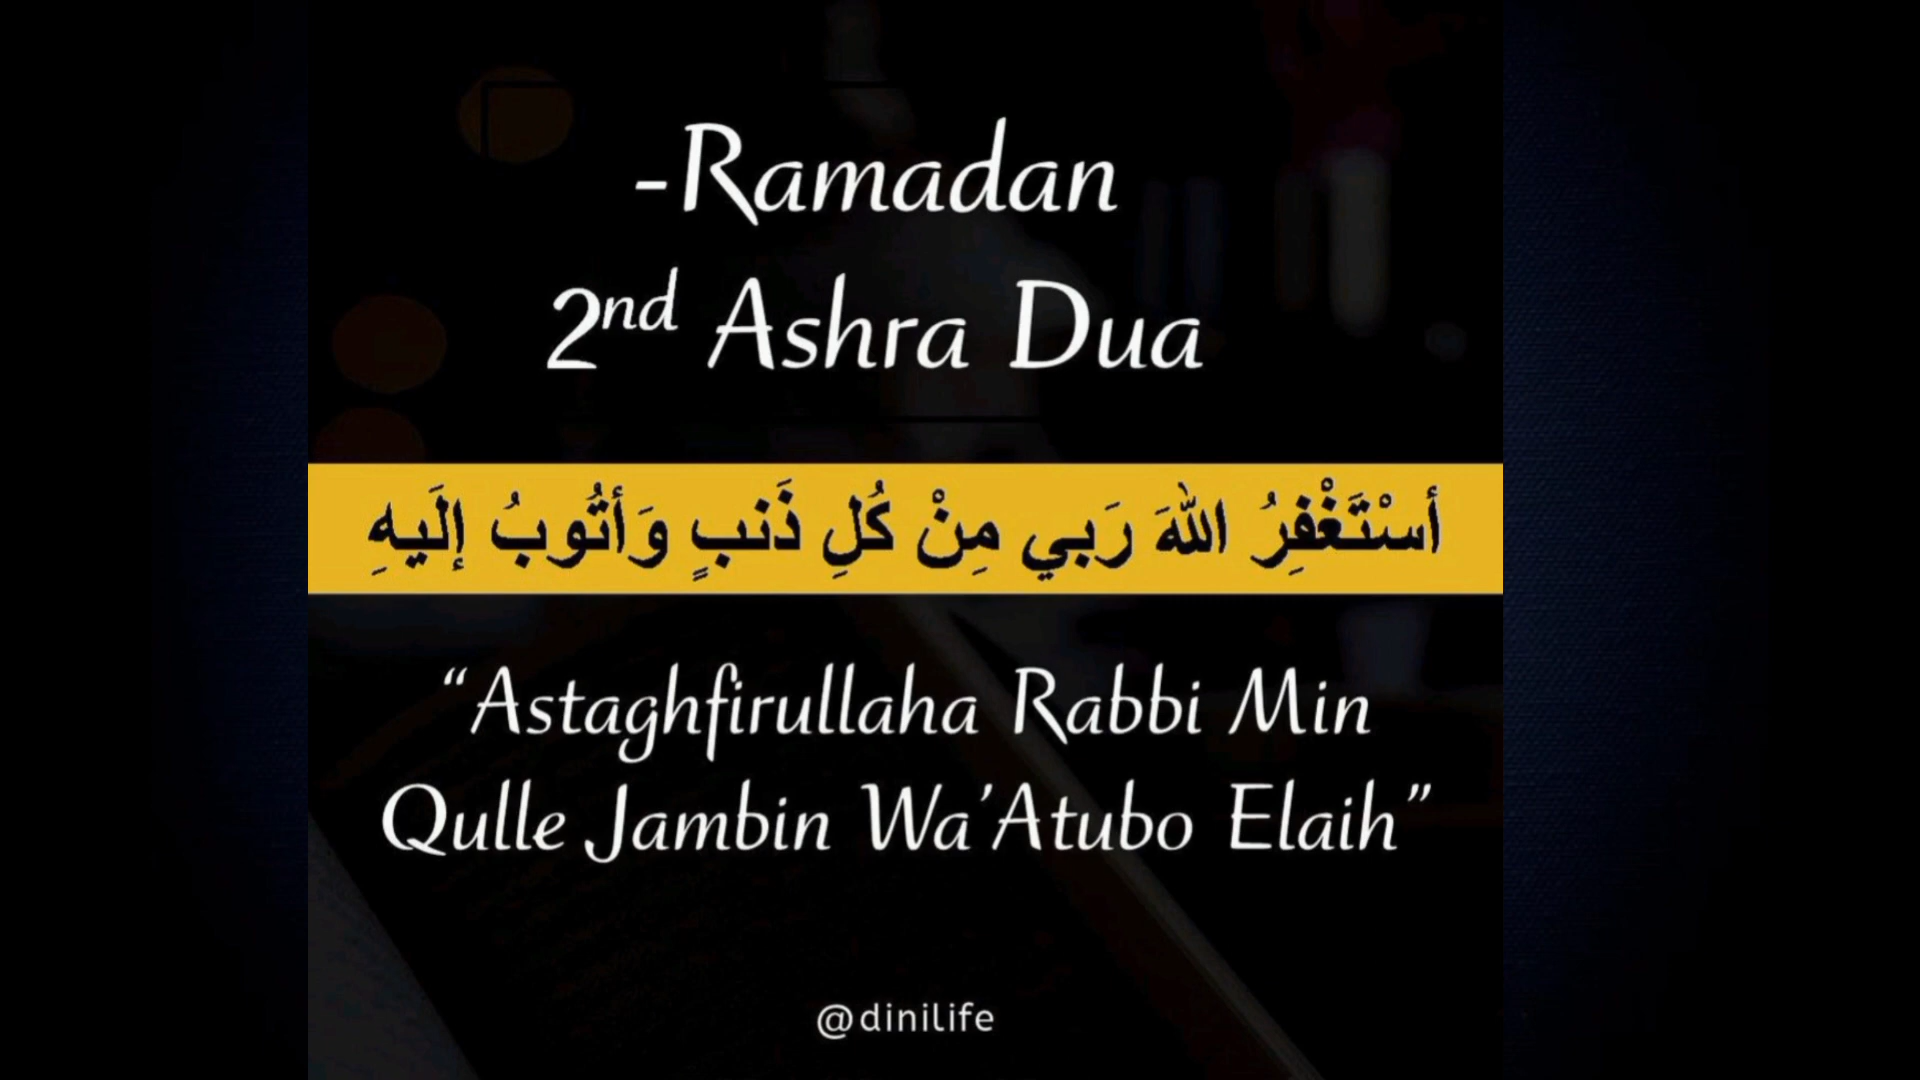 -Ramadan
2nd Ashra Dua
أَسْتَغْفِرُ اللهَ رَبي مِنْ كُلِ ذَنبٍ وَأتُوبُ إلَيهِ
“Astaghfirullaha Rabbi Min
Qulle Jambin Wa’Atubo Elaih”
@dinilife